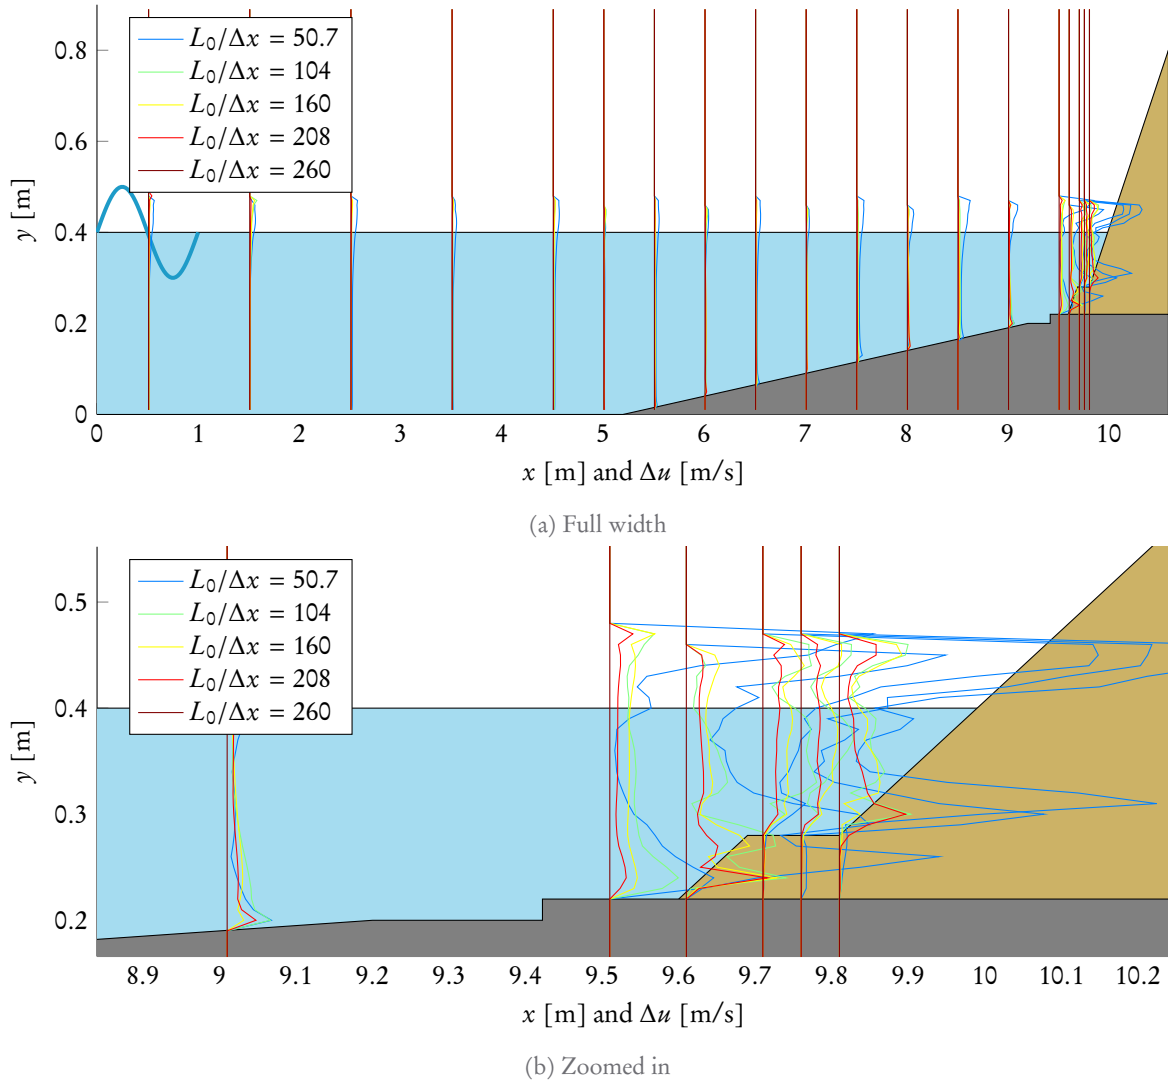 0.8
0.6
0.4
0.2
0
y [m]
L₀/Δx = 50.7
L₀/Δx = 104
L₀/Δx = 160
L₀/Δx = 208
L₀/Δx = 260
0 1 2 3 4 5 6 7 8 9 10
x [m] and Δu [m/s]
(a) Full width
0.5
0.4
0.3
0.2
y [m]
L₀/Δx = 50.7
L₀/Δx = 104
L₀/Δx = 160
L₀/Δx = 208
L₀/Δx = 260
8.9 9 9.1 9.2 9.3 9.4 9.5 9.6 9.7 9.8 9.9 10 10.1 10.2
x [m] and Δu [m/s]
(b) Zoomed in